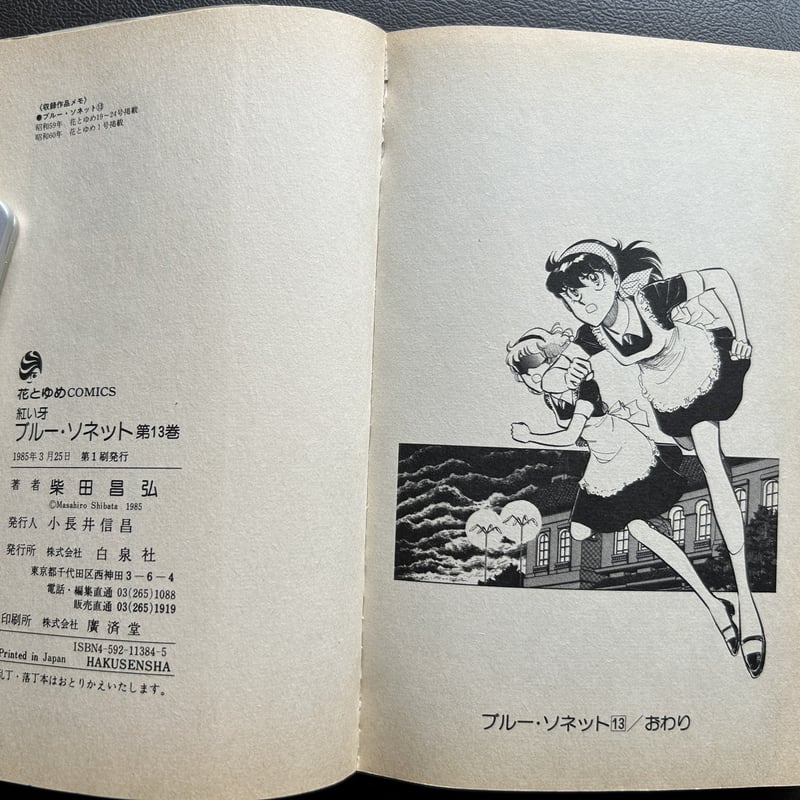 《収録作品メモ》
●ブルー・ソネット⑬
昭和59年 花とゆめ19〜24号掲載
昭和60年 花とゆめ1号掲載
花とゆめCOMICS
紅い牙
ブルー・ソネット 第13巻
1985年3月25日 第1刷発行
著者 柴田昌弘
©Masahiro Shibata 1985
発行人 小長井信昌
発行所 株式会社 白泉社
東京都千代田区西神田3-6-4
電話・編集直通 03(265)1088
販売直通 03(265)1919
印刷所 株式会社 廣済堂
ISBN4-592-11384-5
Printed in Japan HAKUSENSHA
乱丁・落丁本はおとりかえいたします。
ブルー・ソネット13/おわり